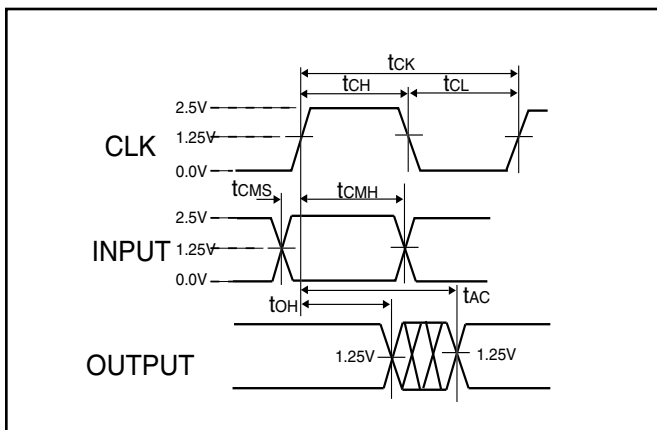 tCK
tCH tCL
2.5V
CLK 1.25V
0.0V
tCMS tCMH
2.5V
INPUT 1.25V
0.0V
tOH tAC
OUTPUT 1.25V 1.25V